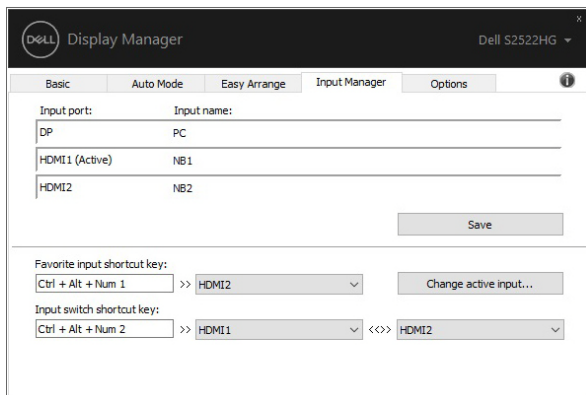 x
DELL Display Manager Dell S2522HG
Basic Auto Mode Easy Arrange Input Manager Options i
Input port: Input name:
DP PC
HDMI1 (Active) NB1
HDMI2 NB2
Save
Favorite input shortcut key:
Ctrl + Alt + Num 1 >> HDMI2 Change active input...
Input switch shortcut key:
Ctrl + Alt + Num 2 >> HDMI1 <<>> HDMI2